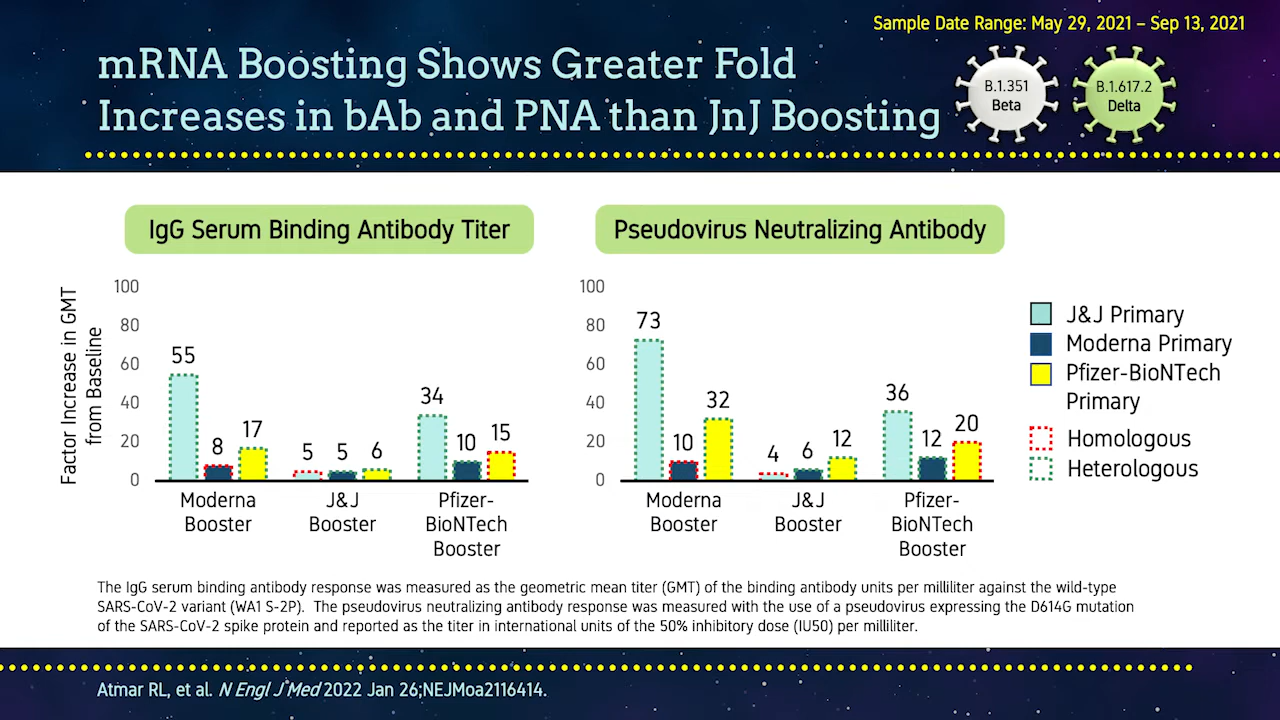 Sample Date Range: May 29, 2021 – Sep 13, 2021
mRNA Boosting Shows Greater Fold
Increases in bAb and PNA than JnJ Boosting
B.1.351
Beta
B.1.617.2
Delta
IgG Serum Binding Antibody Titer
Factor Increase in GMT
from Baseline
100
80
60
40
20
0
55
8
17
5
5
6
34
10
15
Moderna
Booster
J&J
Booster
Pfizer-
BioNTech
Booster
Pseudovirus Neutralizing Antibody
100
80
60
40
20
0
73
10
32
4
6
12
36
12
20
Moderna
Booster
J&J
Booster
Pfizer-
BioNTech
Booster
J&J Primary
Moderna Primary
Pfizer-BioNTech
Primary
Homologous
Heterologous
The IgG serum binding antibody response was measured as the geometric mean titer (GMT) of the binding antibody units per milliliter against the wild-type
SARS-CoV-2 variant (WA1 S-2P). The pseudovirus neutralizing antibody response was measured with the use of a pseudovirus expressing the D614G mutation
of the SARS-CoV-2 spike protein and reported as the titer in international units of the 50% inhibitory dose (IU50) per milliliter.
Atmar RL, et al. N Engl J Med 2022 Jan 26;NEJMoa2116414.